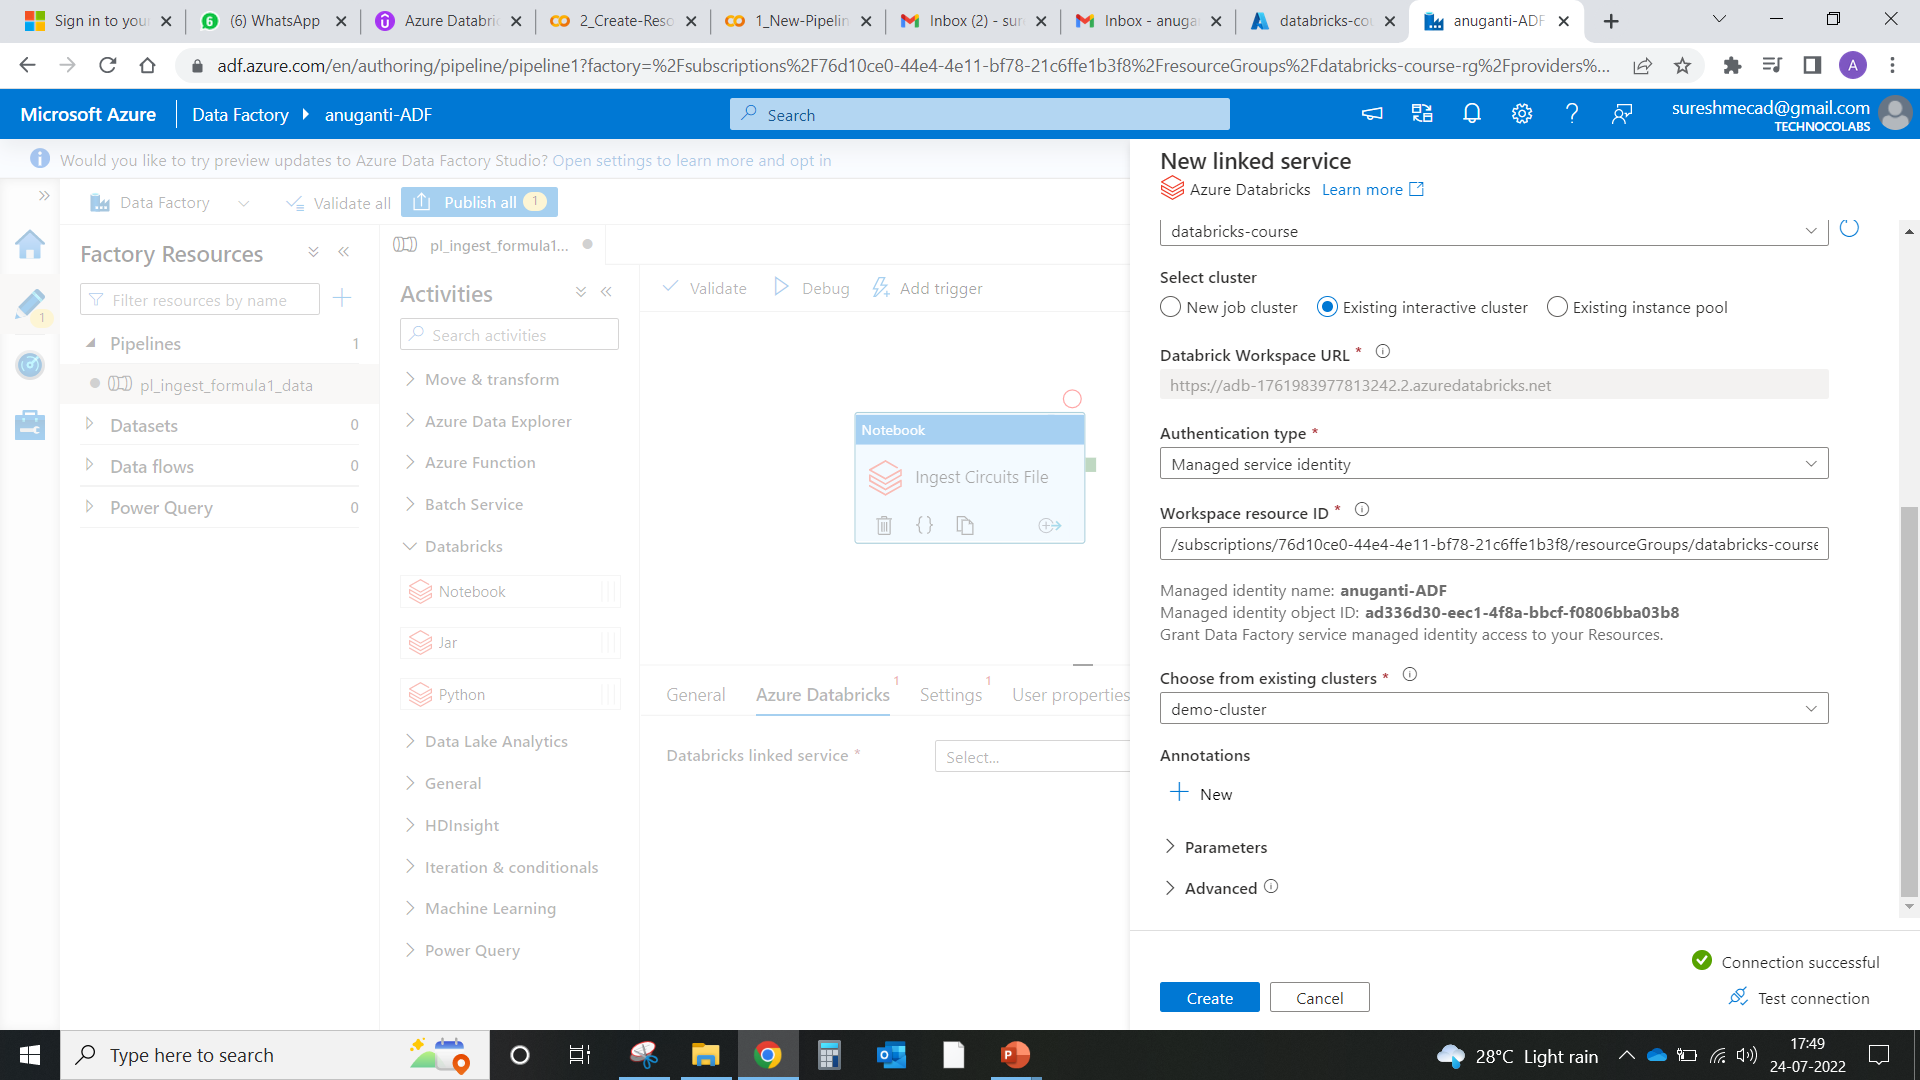 Sign in to your
(6) WhatsApp
Azure Databric
2_Create-Reso
1_New-Pipelin
Inbox (2) - sur
Inbox - anuga
databricks-cou
anuganti-ADF
adf.azure.com/en/authoring/pipeline/pipeline1?factory=%2Fsubscriptions%2F76d10ce0-44e4-4e11-bf78-21c6ffe1b3f8%2FresourceGroups%2Fdatabricks-course-rg%2Fproviders%...
A
Microsoft Azure
Data Factory
anuganti-ADF
Search
sureshmecad@gmail.com
TECHNOCOLABS
Would you like to try preview updates to Azure Data Factory Studio? Open settings to learn more and opt in
Data Factory
Validate all
Publish all 1
Factory Resources
Filter resources by name
1
Pipelines 1
pl_ingest_formula1_data
Datasets 0
Data flows 0
Power Query 0
pl_ingest_formula1...
Activities
Search activities
Move & transform
Azure Data Explorer
Azure Function
Batch Service
Databricks
Notebook
Jar
Python
Data Lake Analytics
General
HDInsight
Iteration & conditionals
Machine Learning
Power Query
Validate
Debug
Add trigger
Notebook
Ingest Circuits File
General
Azure Databricks 1
Settings 1
User properties
Databricks linked service *
Select...
New linked service
Azure Databricks Learn more
databricks-course
Select cluster
New job cluster
Existing interactive cluster
Existing instance pool
Databrick Workspace URL *
https://adb-1761983977813242.2.azuredatabricks.net
Authentication type *
Managed service identity
Workspace resource ID *
/subscriptions/76d10ce0-44e4-4e11-bf78-21c6ffe1b3f8/resourceGroups/databricks-course
Managed identity name: anuganti-ADF
Managed identity object ID: ad336d30-eec1-4f8a-bbcf-f0806bba03b8
Grant Data Factory service managed identity access to your Resources.
Choose from existing clusters *
demo-cluster
Annotations
New
Parameters
Advanced
Connection successful
Create
Cancel
Test connection
Type here to search
28°C Light rain
17:49
24-07-2022